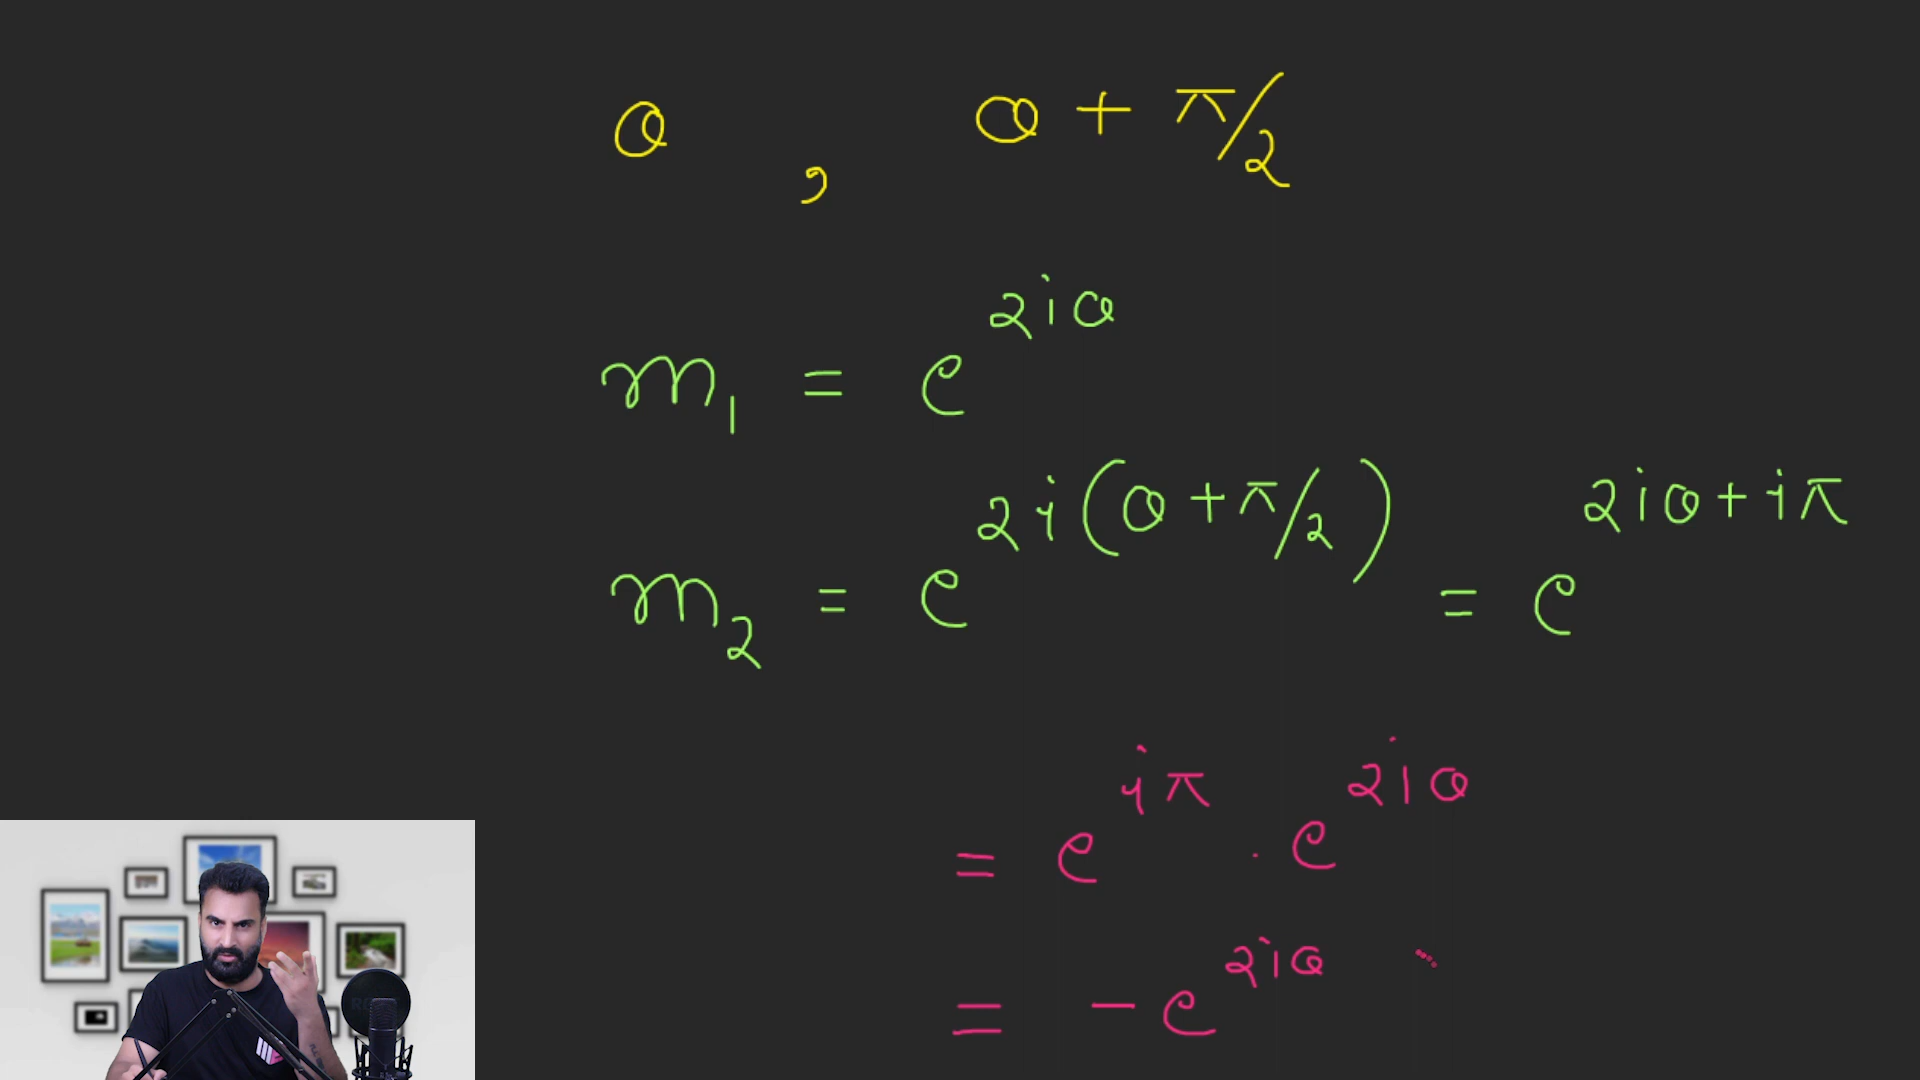 θ , θ + π/2
m₁ = e^{2iθ}
m₂ = e^{2i(θ + π/2)} = e^{2iθ + iπ}
= e^{iπ} · e^{2iθ}
= - e^{2iθ}